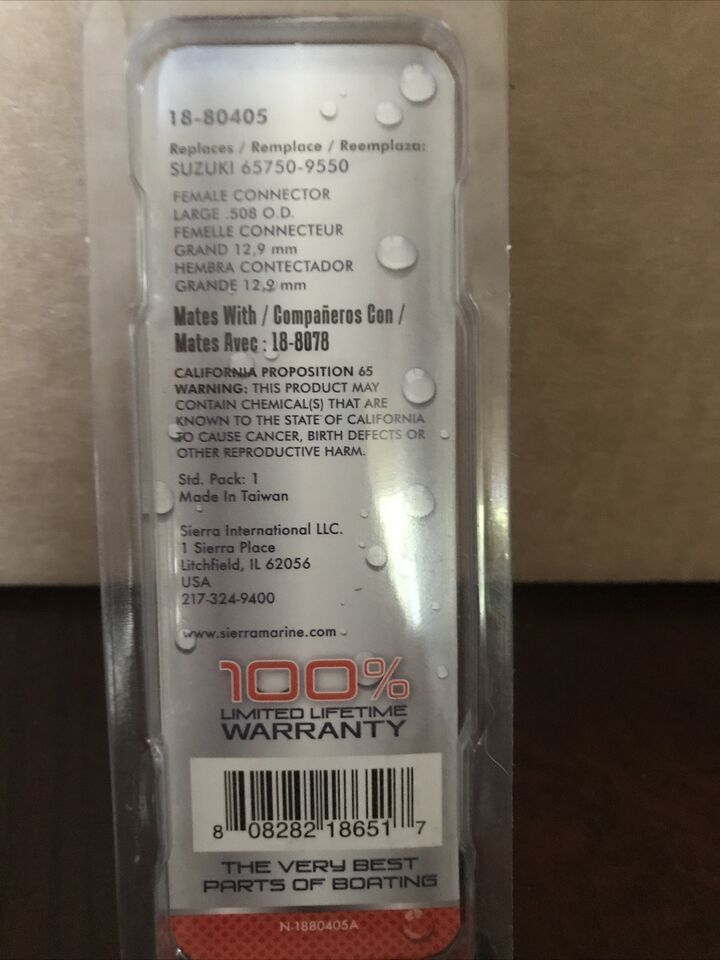 18-80405
Replaces / Remplace / Reemplaza:
SUZUKI 65750-9550
FEMALE CONNECTOR
LARGE .508 O.D.
FEMELLE CONNECTEUR
GRAND 12,9 mm
HEMBRA CONTECTADOR
GRANDE 12,9 mm
Mates With / Compañeros Con /
Mates Avec : 18-8078
CALIFORNIA PROPOSITION 65
WARNING: THIS PRODUCT MAY
CONTAIN CHEMICAL(S) THAT ARE
KNOWN TO THE STATE OF CALIFORNIA
TO CAUSE CANCER, BIRTH DEFECTS OR
OTHER REPRODUCTIVE HARM.
Std. Pack: 1
Made In Taiwan
Sierra International LLC.
1 Sierra Place
Litchfield, IL 62056
USA
217-324-9400
www.sierramarine.com
100%
LIMITED LIFETIME
WARRANTY
8 08282 18651 7
THE VERY BEST
PARTS OF BOATING
N-1880405A